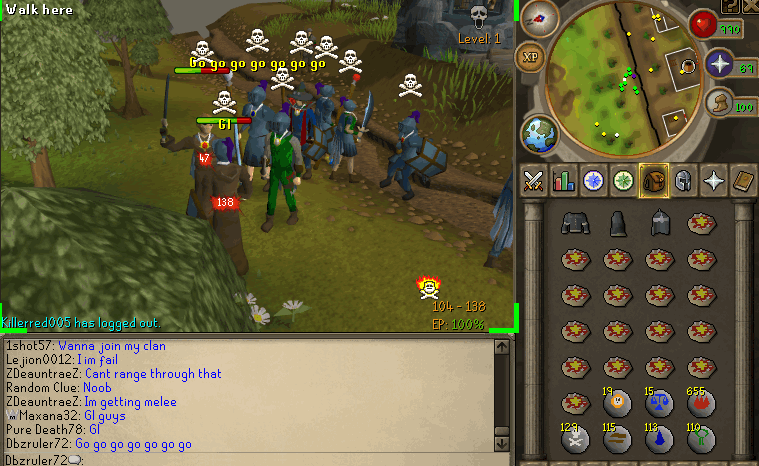 Walk here
Level: 1
Go go go go go go go
Gl
47
138
104 - 138
EP: 100%
Killerred005 has logged out.
1shot57: Wanna join my clan
Lejion0012: I im fail
ZDeauntraeZ: Cant range through that
Random Clue: Noob
ZDeauntraeZ: Im getting melee
Maxana32: Gl guys
Pure Death78: Gl
Dbzruler72: Go go go go go go go
Dbzruler72:
XP
990
69
100
19
15
655
129
115
113
110